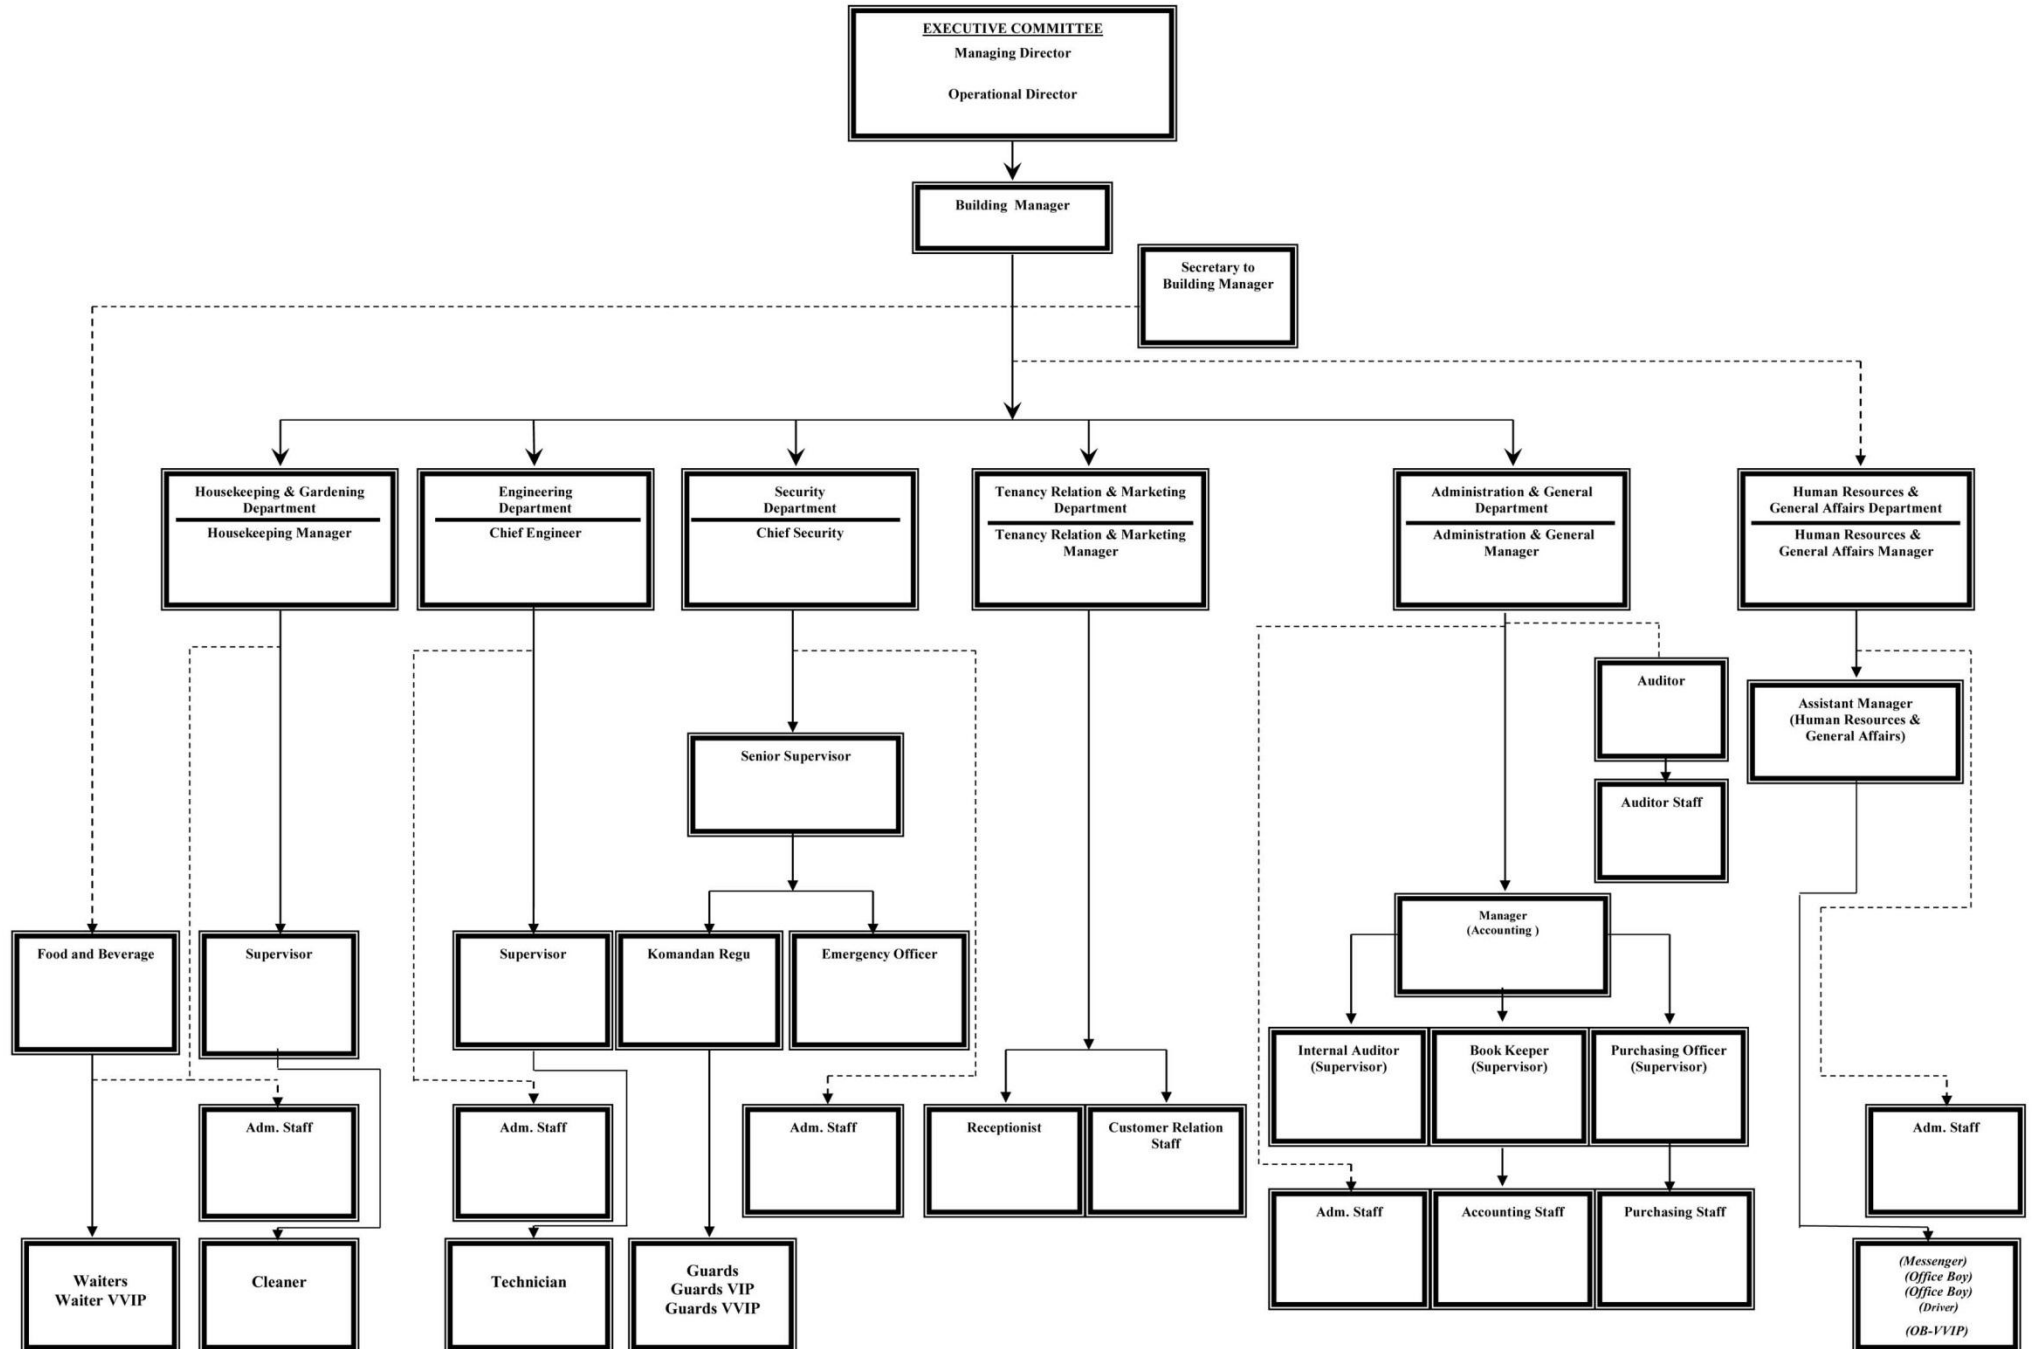 EXECUTIVE COMMITTEE
Managing Director
Operational Director
Building Manager
Secretary to
Building Manager
Housekeeping & Gardening
Department
Housekeeping Manager
Engineering
Department
Chief Engineer
Security
Department
Chief Security
Tenancy Relation & Marketing
Department
Tenancy Relation & Marketing
Manager
Administration & General
Department
Administration & General
Manager
Human Resources &
General Affairs Department
Human Resources &
General Affairs Manager
Auditor
Assistant Manager
(Human Resources &
General Affairs)
Senior Supervisor
Auditor Staff
Manager
(Accounting )
Food and Beverage
Supervisor
Supervisor
Komandan Regu
Emergency Officer
Internal Auditor
(Supervisor)
Book Keeper
(Supervisor)
Purchasing Officer
(Supervisor)
Adm. Staff
Adm. Staff
Adm. Staff
Receptionist
Customer Relation
Staff
Adm. Staff
Adm. Staff
Accounting Staff
Purchasing Staff
Waiters
Waiter VVIP
Cleaner
Technician
Guards
Guards VIP
Guards VVIP
(Messenger)
(Office Boy)
(Office Boy)
(Driver)
(OB-VVIP)